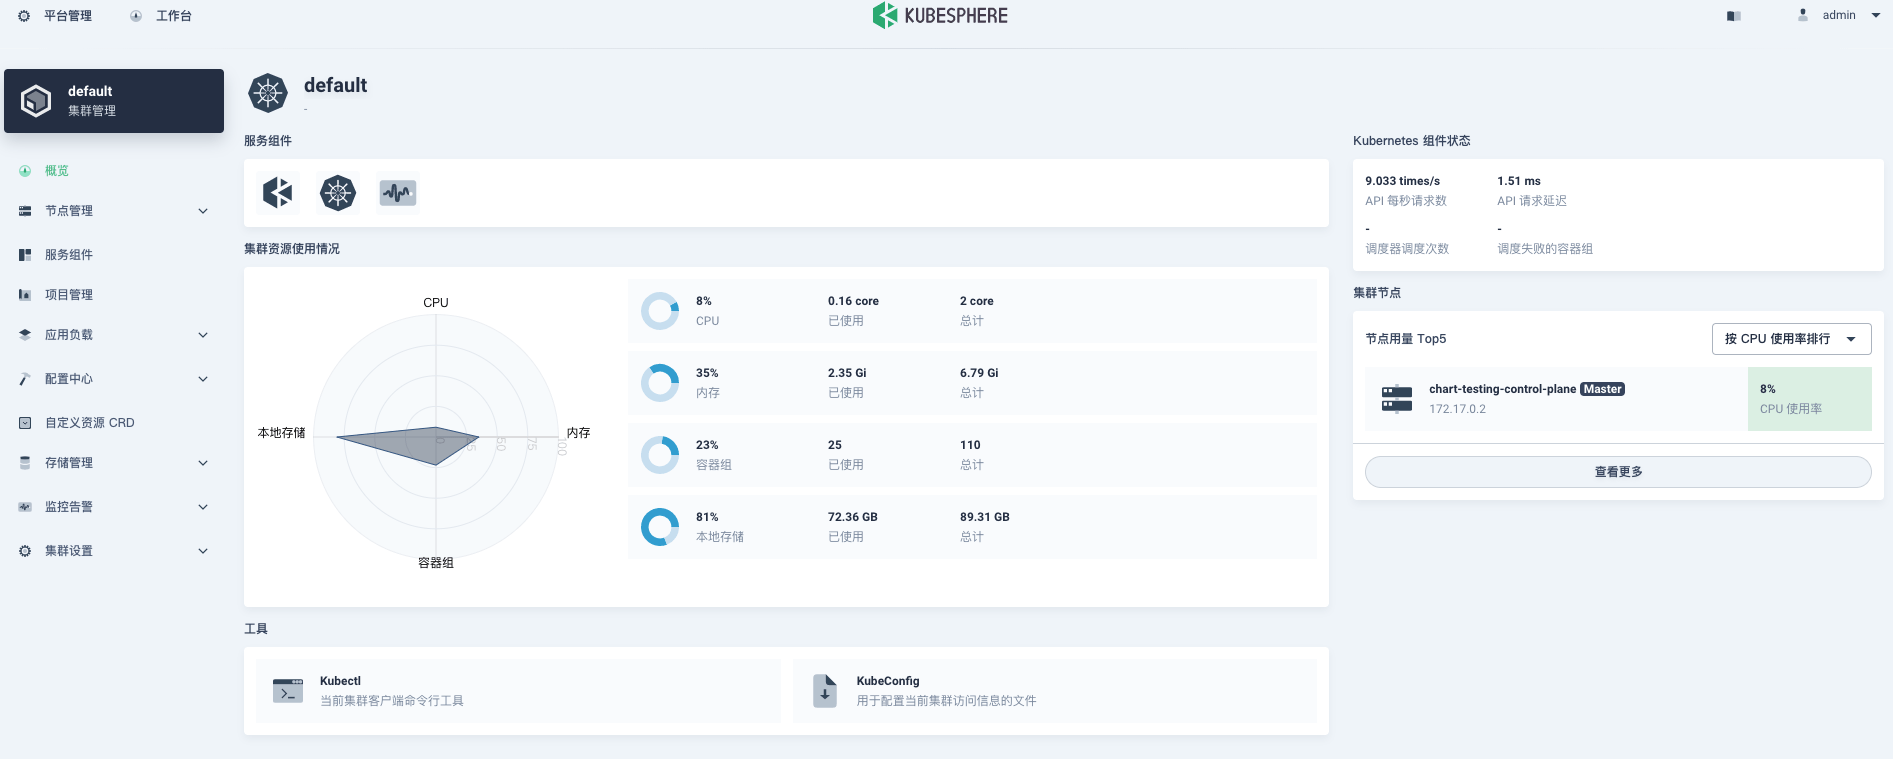 平台管理
工作台
KUBESPHERE
admin
default
集群管理
概览
节点管理
服务组件
项目管理
应用负载
配置中心
自定义资源 CRD
存储管理
监控告警
集群设置
default
-
服务组件
集群资源使用情况
CPU
内存
容器组
本地存储
0
25
50
75
100
8%
CPU
0.16 core
已使用
2 core
总计
35%
内存
2.35 Gi
已使用
6.79 Gi
总计
23%
容器组
25
已使用
110
总计
81%
本地存储
72.36 GB
已使用
89.31 GB
总计
工具
Kubectl
当前集群客户端命令行工具
KubeConfig
用于配置当前集群访问信息的文件
Kubernetes 组件状态
9.033 times/s
API 每秒请求数
1.51 ms
API 请求延迟
-
调度器调度次数
-
调度失败的容器组
集群节点
节点用量 Top5
按 CPU 使用率排行
chart-testing-control-plane Master
172.17.0.2
8%
CPU 使用率
查看更多